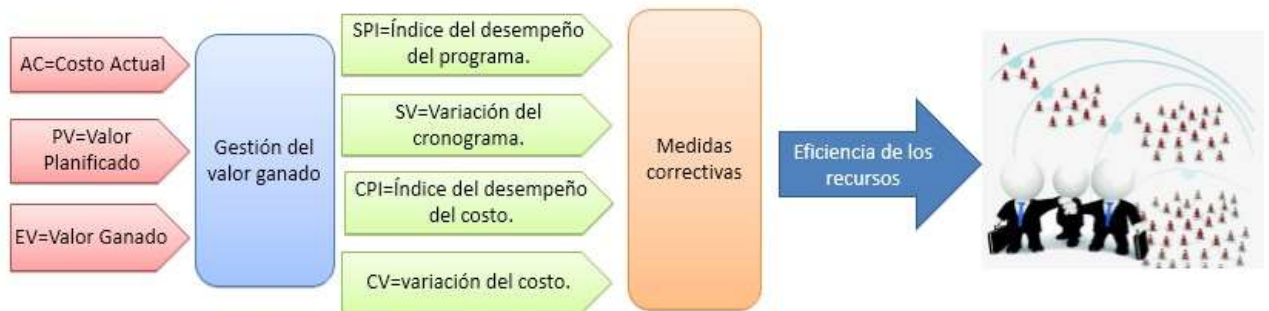 AC=Costo Actual
PV=Valor
Planificado
EV=Valor Ganado
Gestión del
valor ganado
SPI=Índice del desempeño
del programa.
SV=Variación del
cronograma.
CPI=Índice del desempeño
del costo.
CV=variación del costo.
Medidas
correctivas
Eficiencia de los
recursos